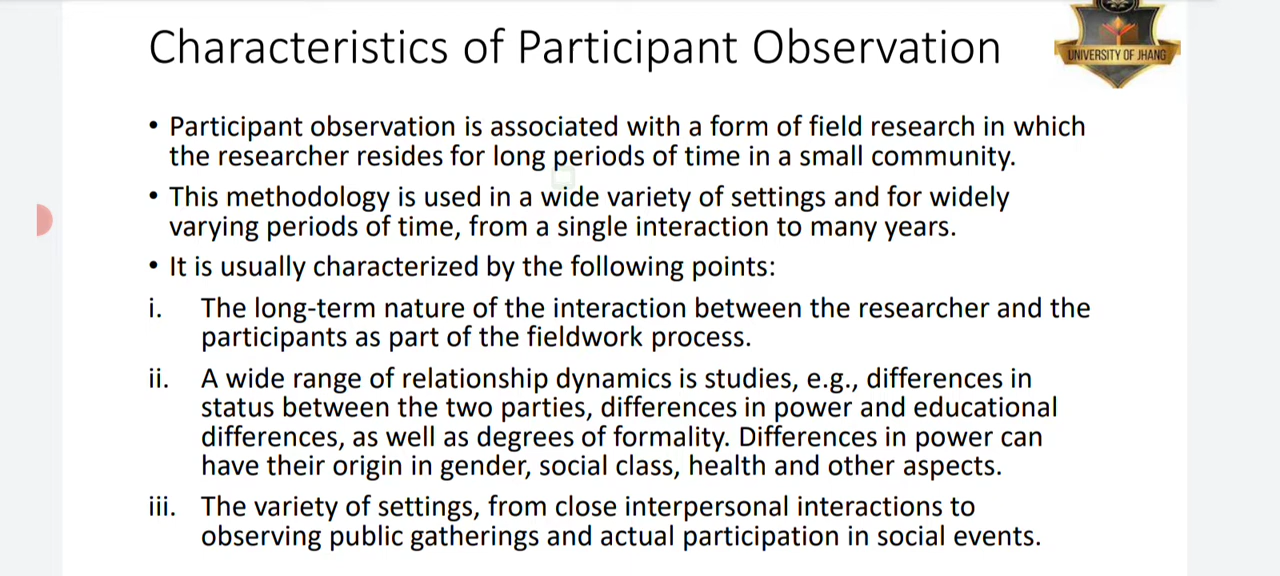 Characteristics of Participant Observation
UNIVERSITY OF JHANG
• Participant observation is associated with a form of field research in which
the researcher resides for long periods of time in a small community.
• This methodology is used in a wide variety of settings and for widely
varying periods of time, from a single interaction to many years.
• It is usually characterized by the following points:
i. The long-term nature of the interaction between the researcher and the
participants as part of the fieldwork process.
ii. A wide range of relationship dynamics is studies, e.g., differences in
status between the two parties, differences in power and educational
differences, as well as degrees of formality. Differences in power can
have their origin in gender, social class, health and other aspects.
iii. The variety of settings, from close interpersonal interactions to
observing public gatherings and actual participation in social events.